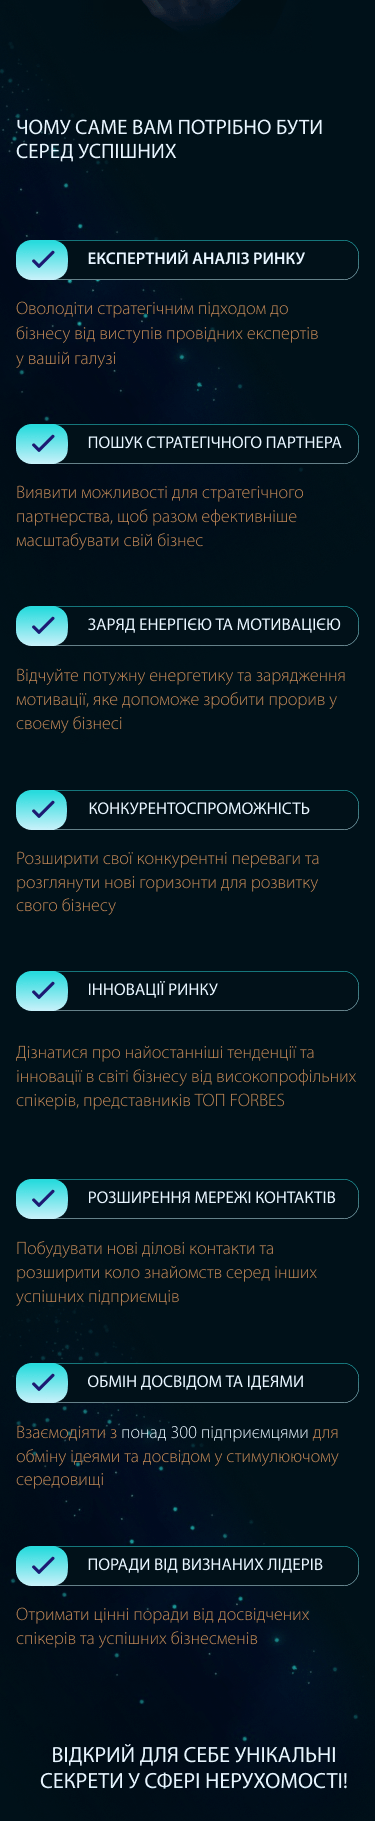 ЧОМУ САМЕ ВАМ ПОТРІБНО БУТИ
СЕРЕД УСПІШНИХ
ЕКСПЕРТНИЙ АНАЛІЗ РИНКУ
Оволодіти стратегічним підходом до
бізнесу від виступів провідних експертів
у вашій галузі
ПОШУК СТРАТЕГІЧНОГО ПАРТНЕРА
Виявити можливості для стратегічного
партнерства, щоб разом ефективніше
масштабувати свій бізнес
ЗАРЯД ЕНЕРГІЄЮ ТА МОТИВАЦІЄЮ
Відчуйте потужну енергетику та зарядження
мотивації, яке допоможе зробити прорив у
своєму бізнесі
КОНКУРЕНТОСПРОМОЖНІСТЬ
Розширити свої конкурентні переваги та
розглянути нові горизонти для розвитку
свого бізнесу
ІННОВАЦІЇ РИНКУ
Дізнатися про найостанніші тенденції та
інновації в світі бізнесу від високопрофільних
спікерів, представників ТОП FORBES
РОЗШИРЕННЯ МЕРЕЖІ КОНТАКТІВ
Побудувати нові ділові контакти та
розширити коло знайомств серед інших
успішних підприємців
ОБМІН ДОСВІДОМ ТА ІДЕЯМИ
Взаємодіяти з понад 300 підприємцями для
обміну ідеями та досвідом у стимулюючому
середовищі
ПОРАДИ ВІД ВИЗНАНИХ ЛІДЕРІВ
Отримати цінні поради від досвідчених
спікерів та успішних бізнесменів
ВІДКРИЙ ДЛЯ СЕБЕ УНІКАЛЬНІ
СЕКРЕТИ У СФЕРІ НЕРУХОМОСТІ!